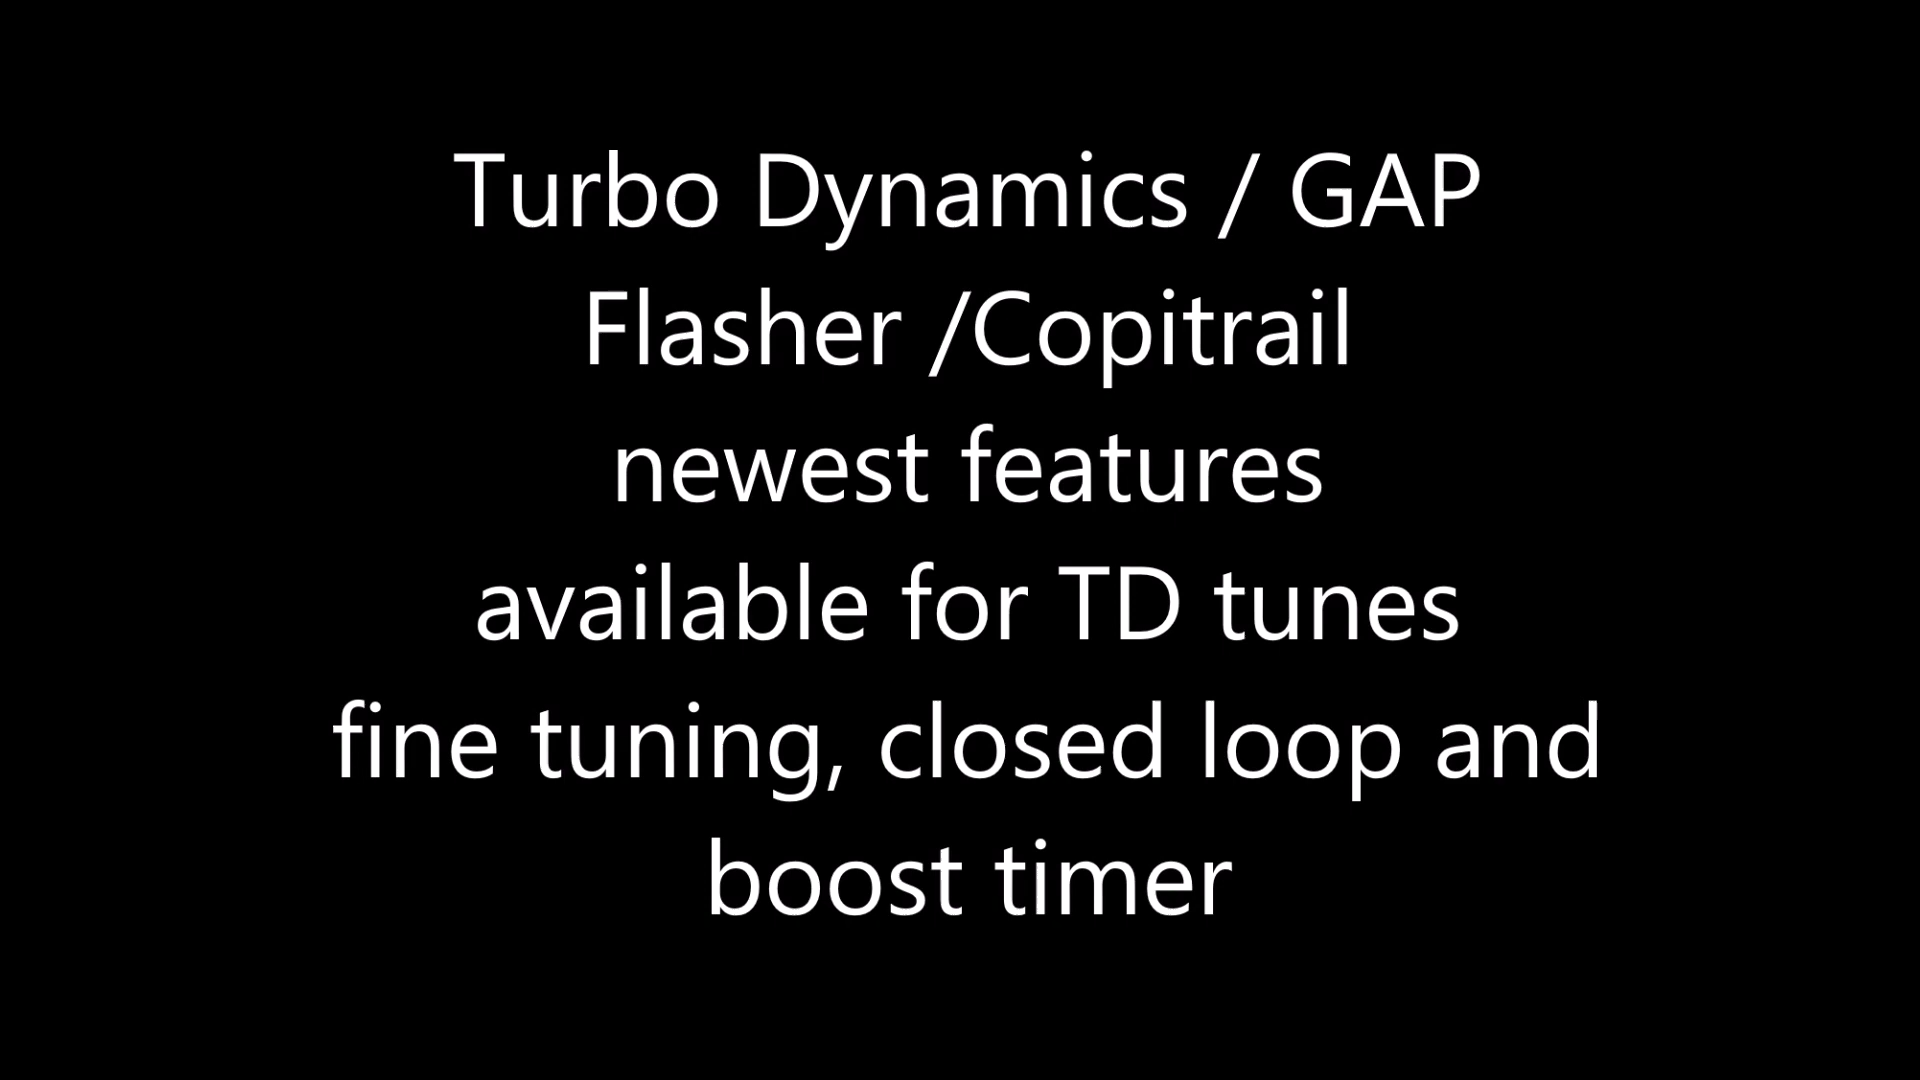 Turbo Dynamics / GAP
Flasher /Copitrail
newest features
available for TD tunes
fine tuning, closed loop and
boost timer